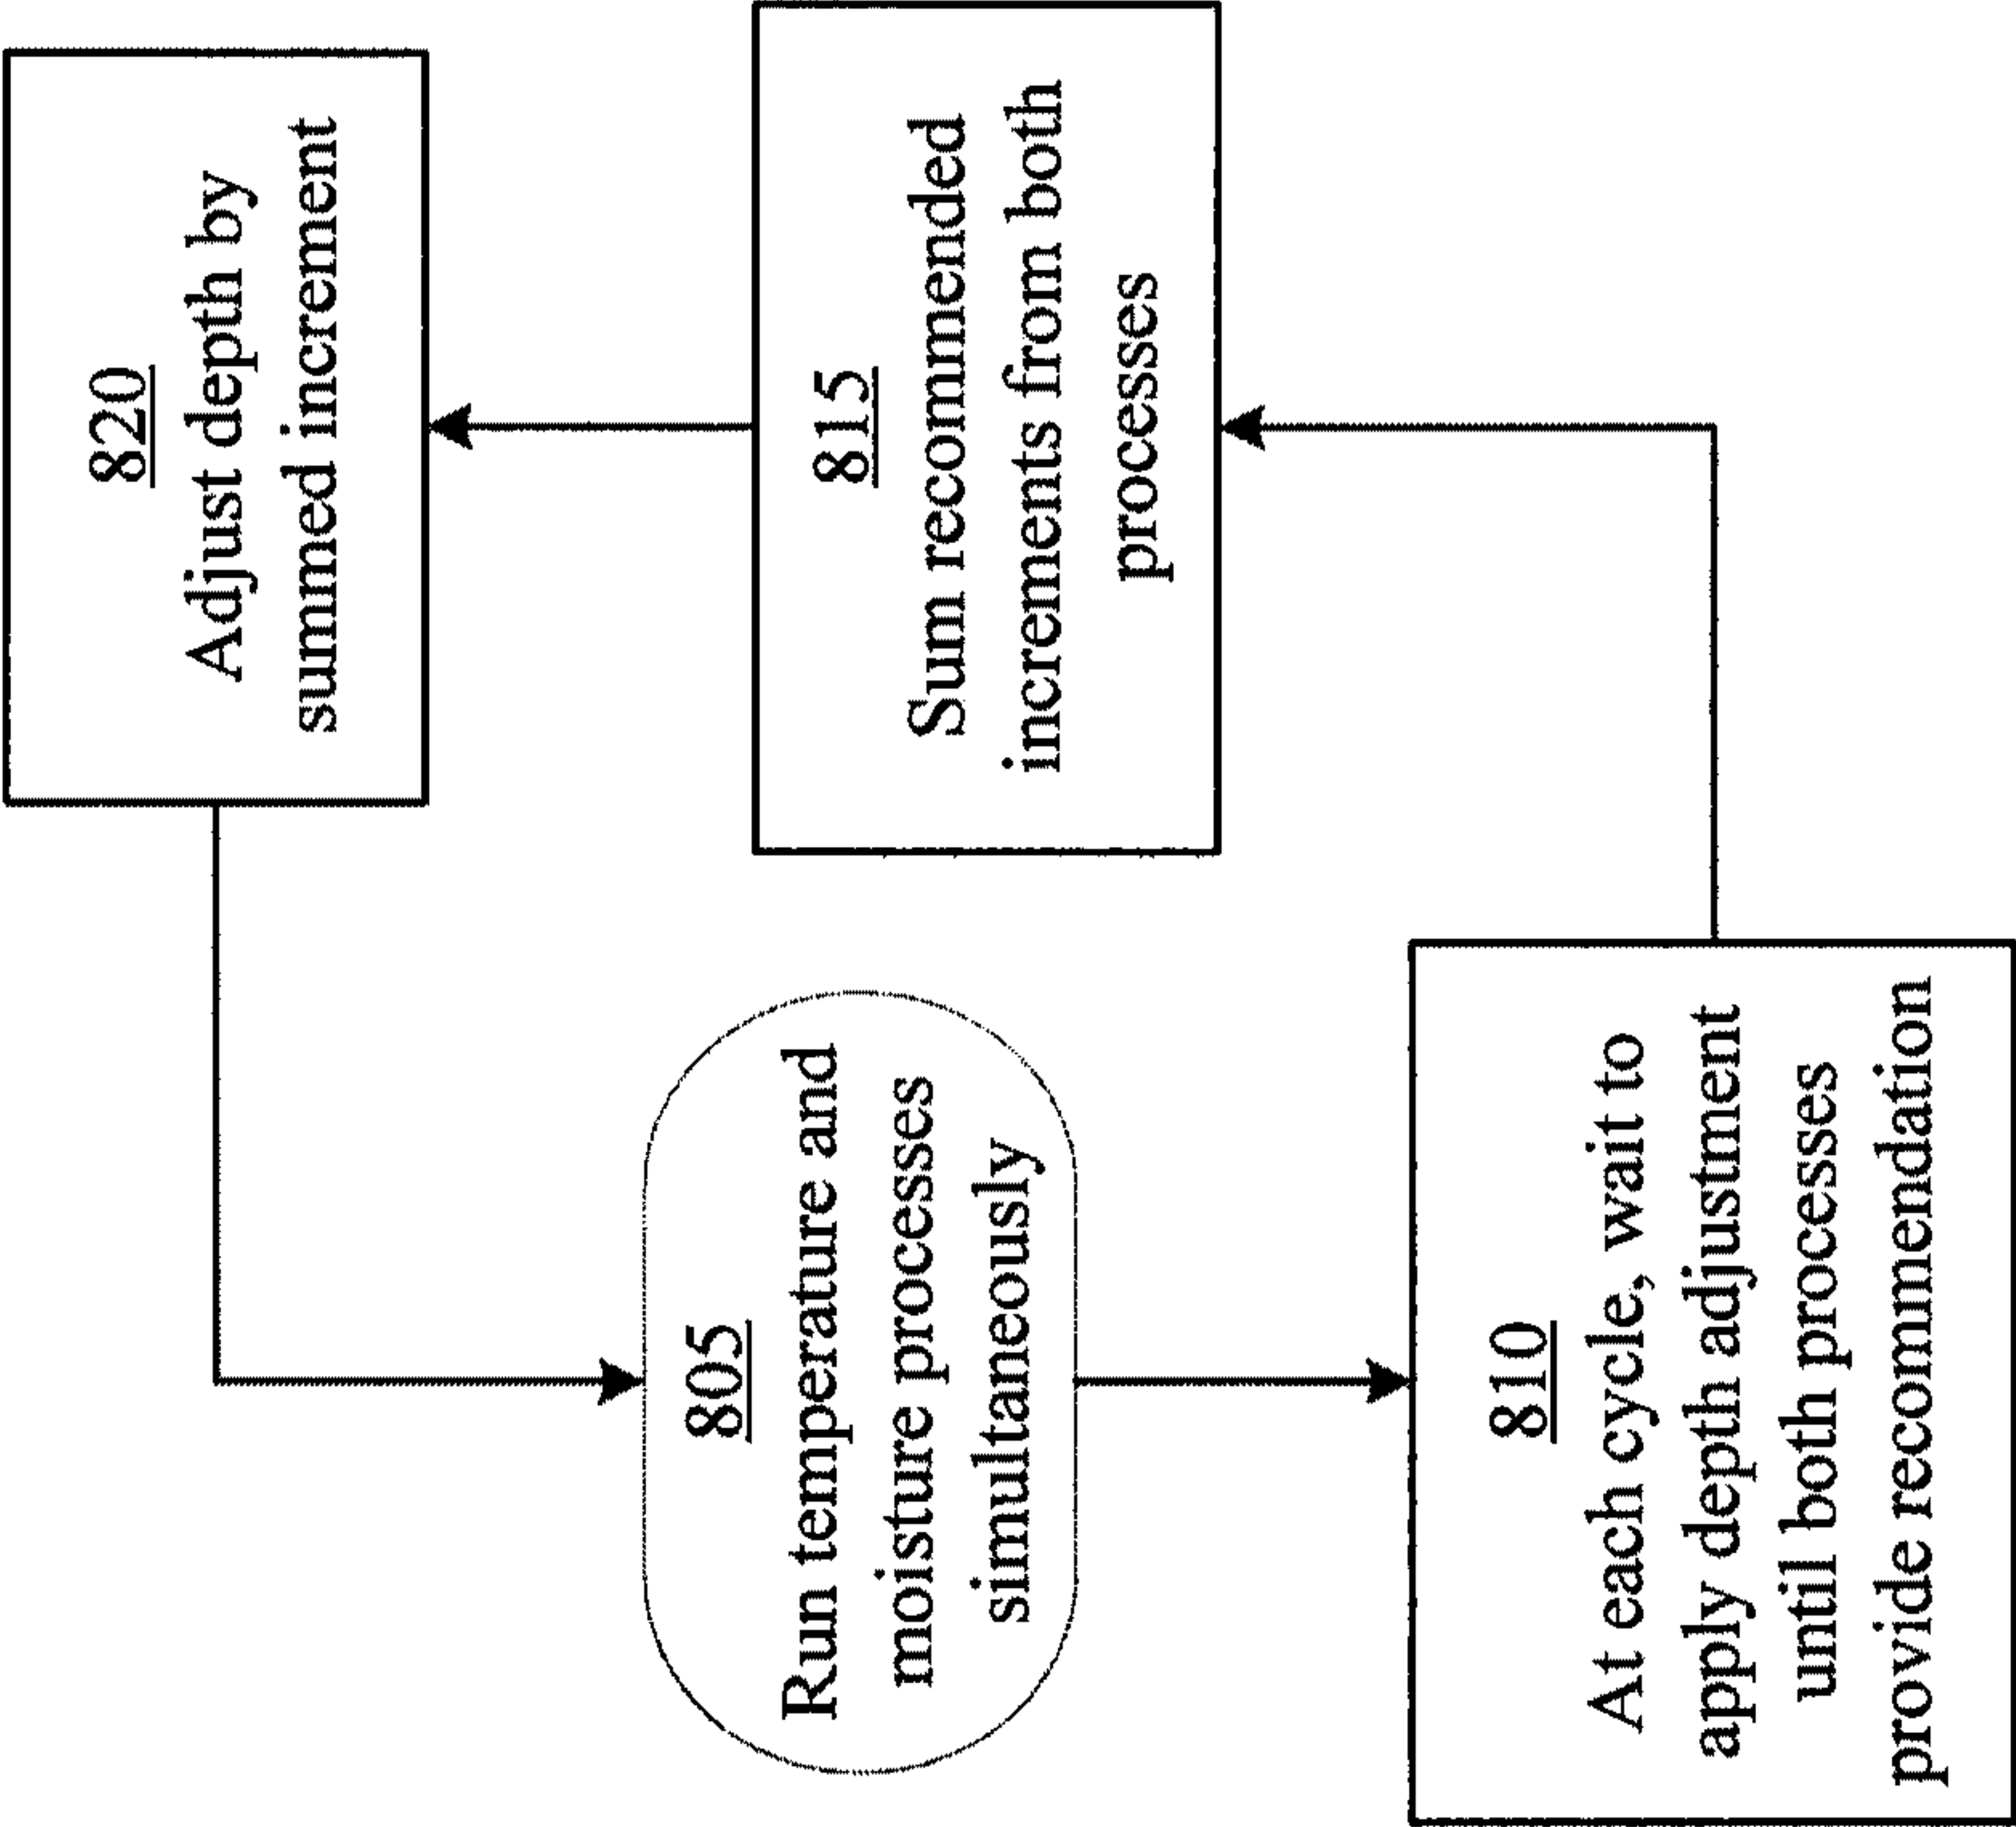 805
Run temperature and
moisture processes
simultaneously
810
At each cycle, wait to
apply depth adjustment
until both processes
provide recommendation
815
Sum recommended
increments from both
processes
820
Adjust depth by
summed increment